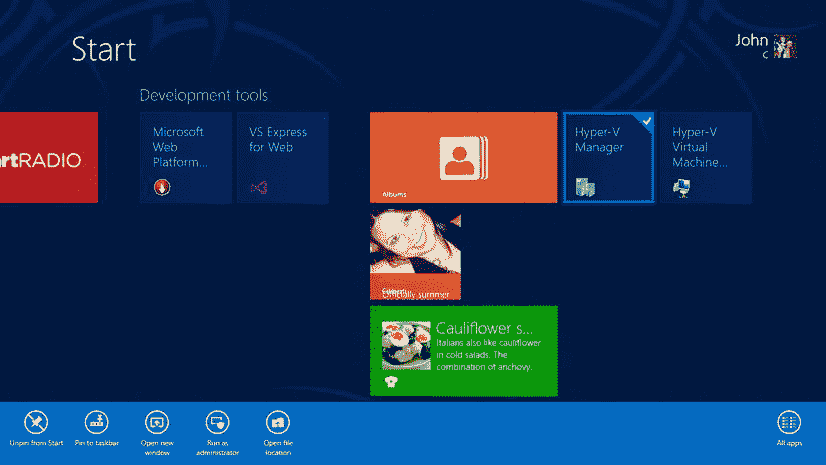 Start
John
C
Development tools
artRADIO
Microsoft
Web
Platform...
VS Express
for Web
Albums
Hyper-V
Manager
Hyper-V
Virtual
Machine...
summer
Cauliflower s...
Italians also like cauliflower
in cold salads. The
combination of anchovy,
Unpin from Start
Pin to taskbar
Open new
window
Run as
administrator
Open file
location
All apps